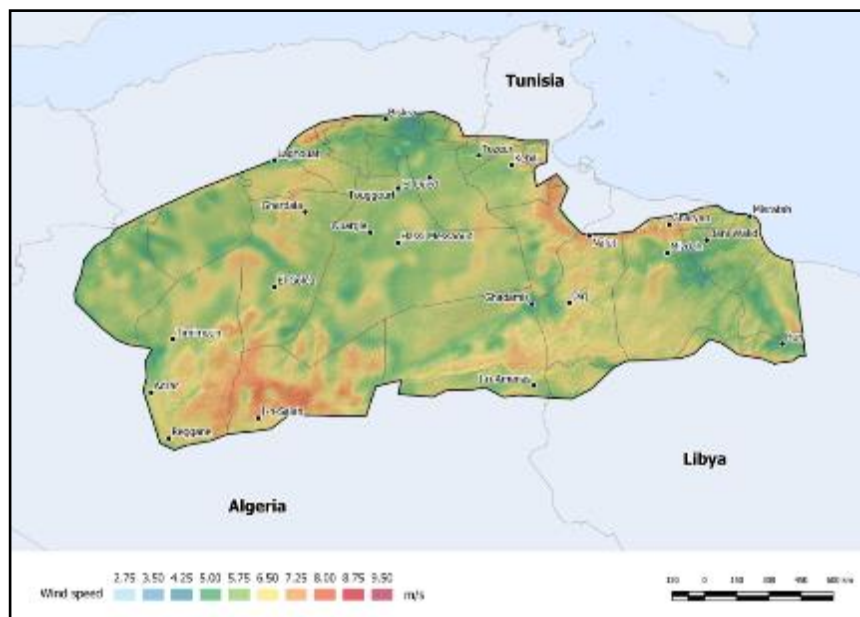 Tunisia
Biskra
Laghouat
Tozeur
Kebili
El Oued
Touggourt
Ghardaia
Ouargla
Hassi Messaoud
Misratah
Gharyan
Bani Walid
Nalut
Mizdah
El Goléa
Ghadamis
Timimoun
Adrar
In Amenas
In-Salah
Reggane
Libya
Algeria
2.75 3.50 4.25 5.00 5.75 6.50 7.25 8.00 8.75 9.50
Wind speed m/s